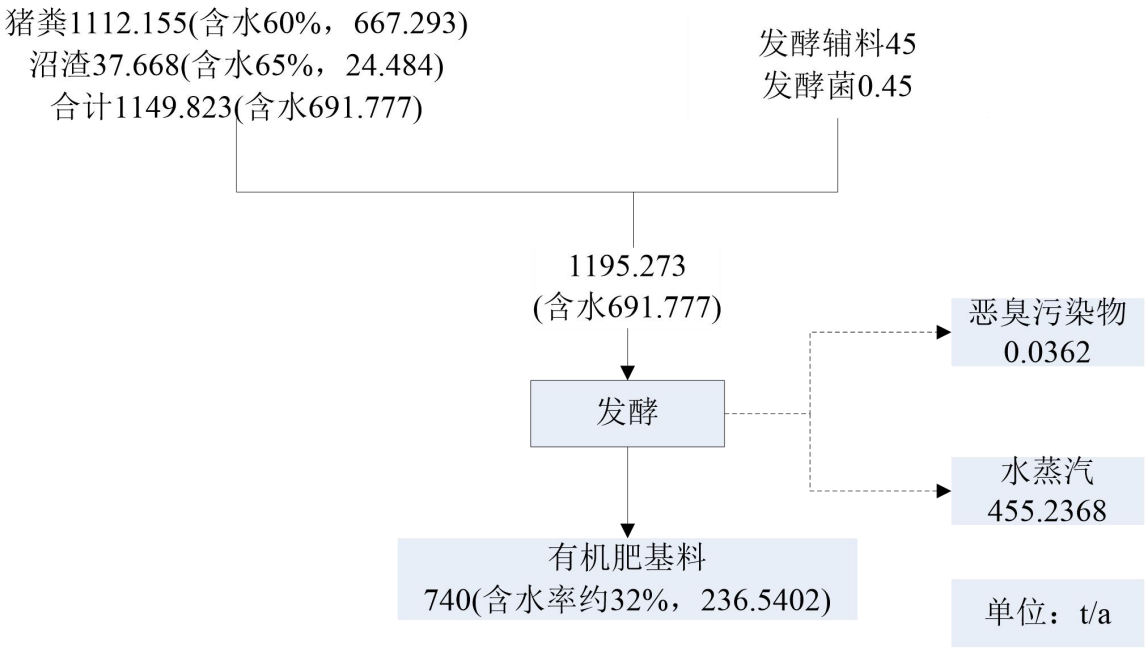 猪粪1112.155(含水60%，667.293)
沼渣37.668(含水65%，24.484)
合计1149.823(含水691.777)
发酵辅料45
发酵菌0.45
1195.273
(含水691.777)
恶臭污染物
0.0362
发酵
水蒸汽
455.2368
有机肥基料
740(含水率约32%，236.5402)
单位：t/a